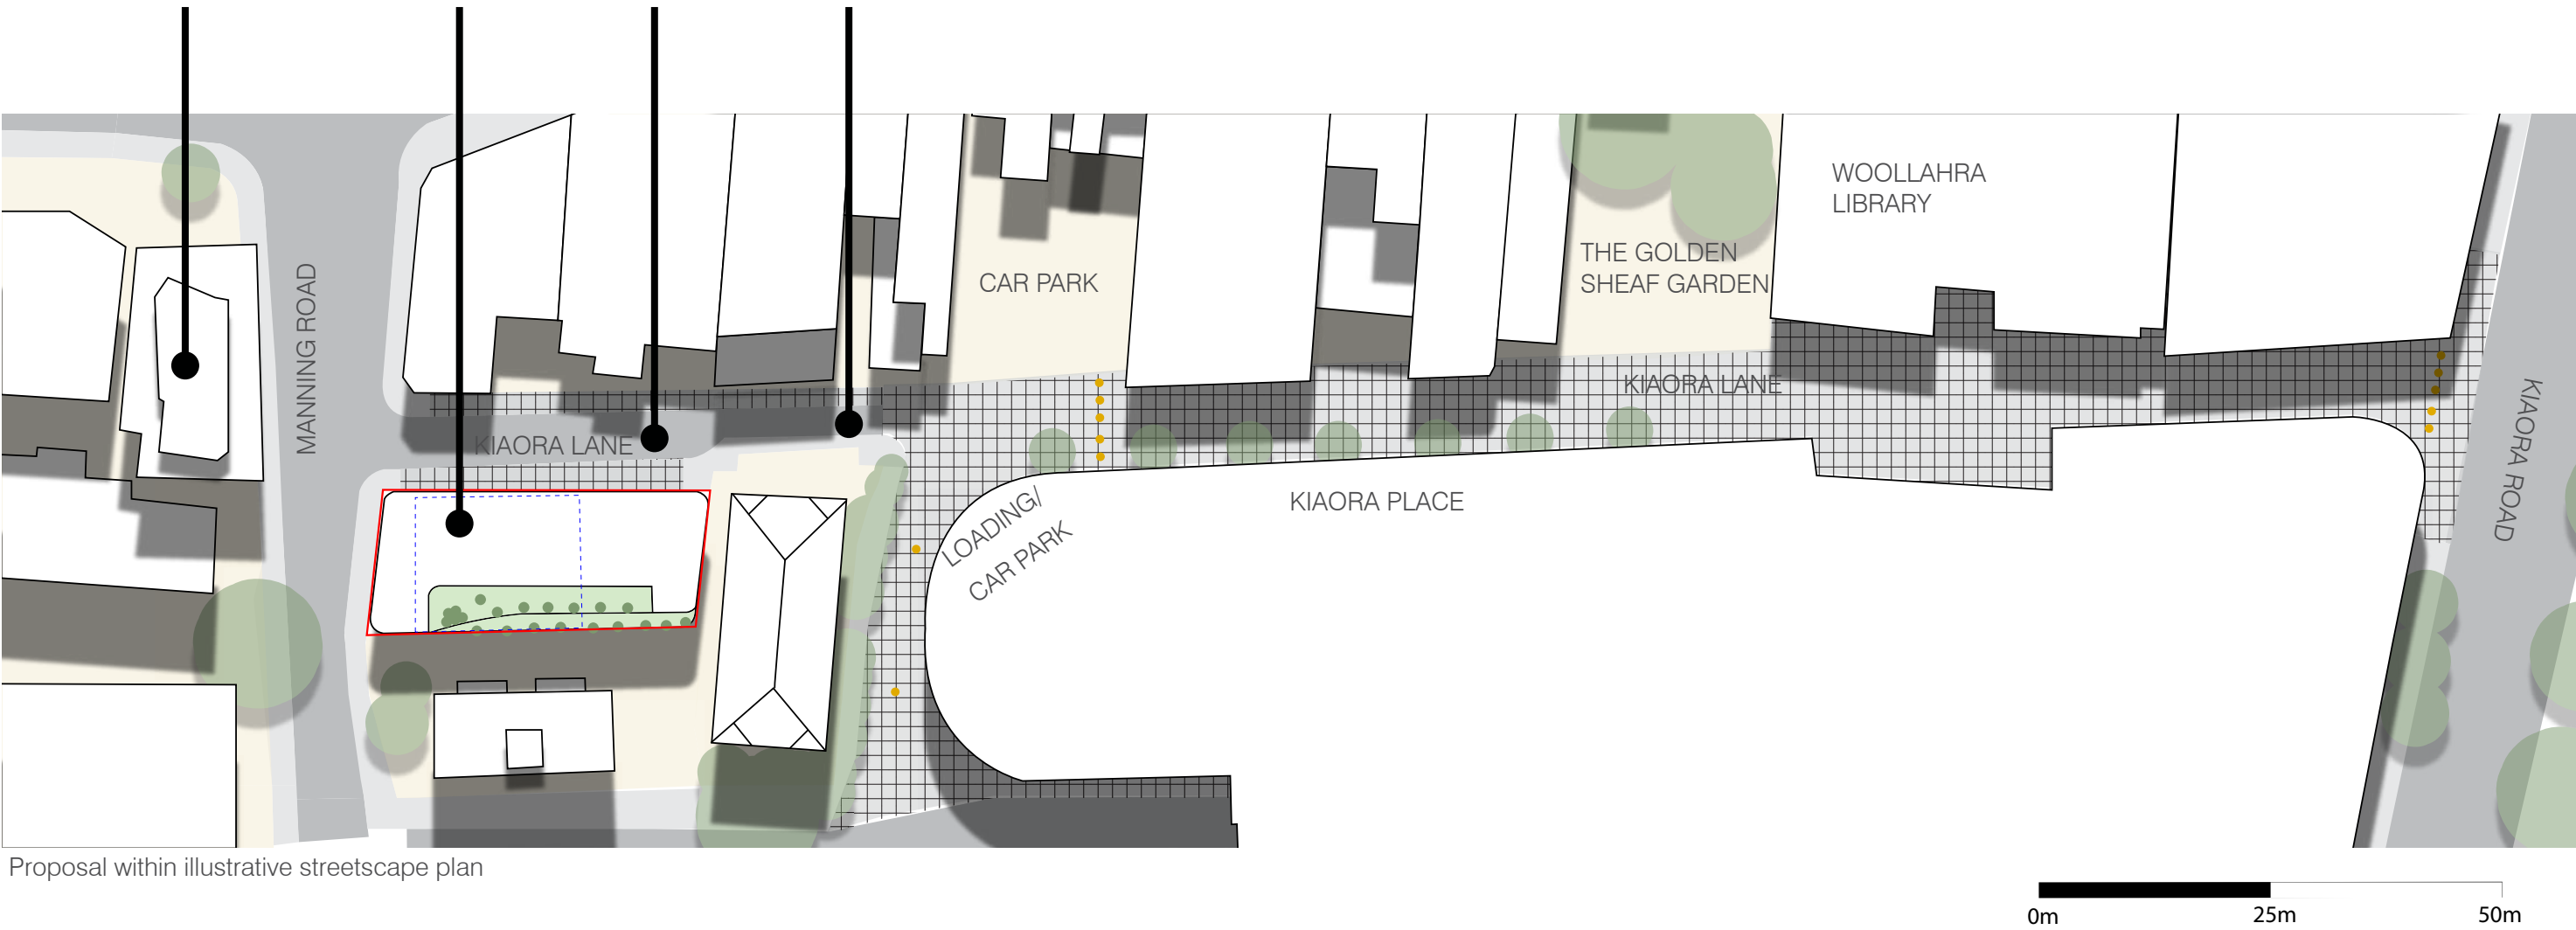 WOOLLAHRA
LIBRARY
THE GOLDEN
SHEAF GARDEN
CAR PARK
MANNING ROAD
KIAORA LANE
KIAORA LANE
KIAORA ROAD
KIAORA PLACE
LOADING/
CAR PARK
Proposal within illustrative streetscape plan
0m
25m
50m